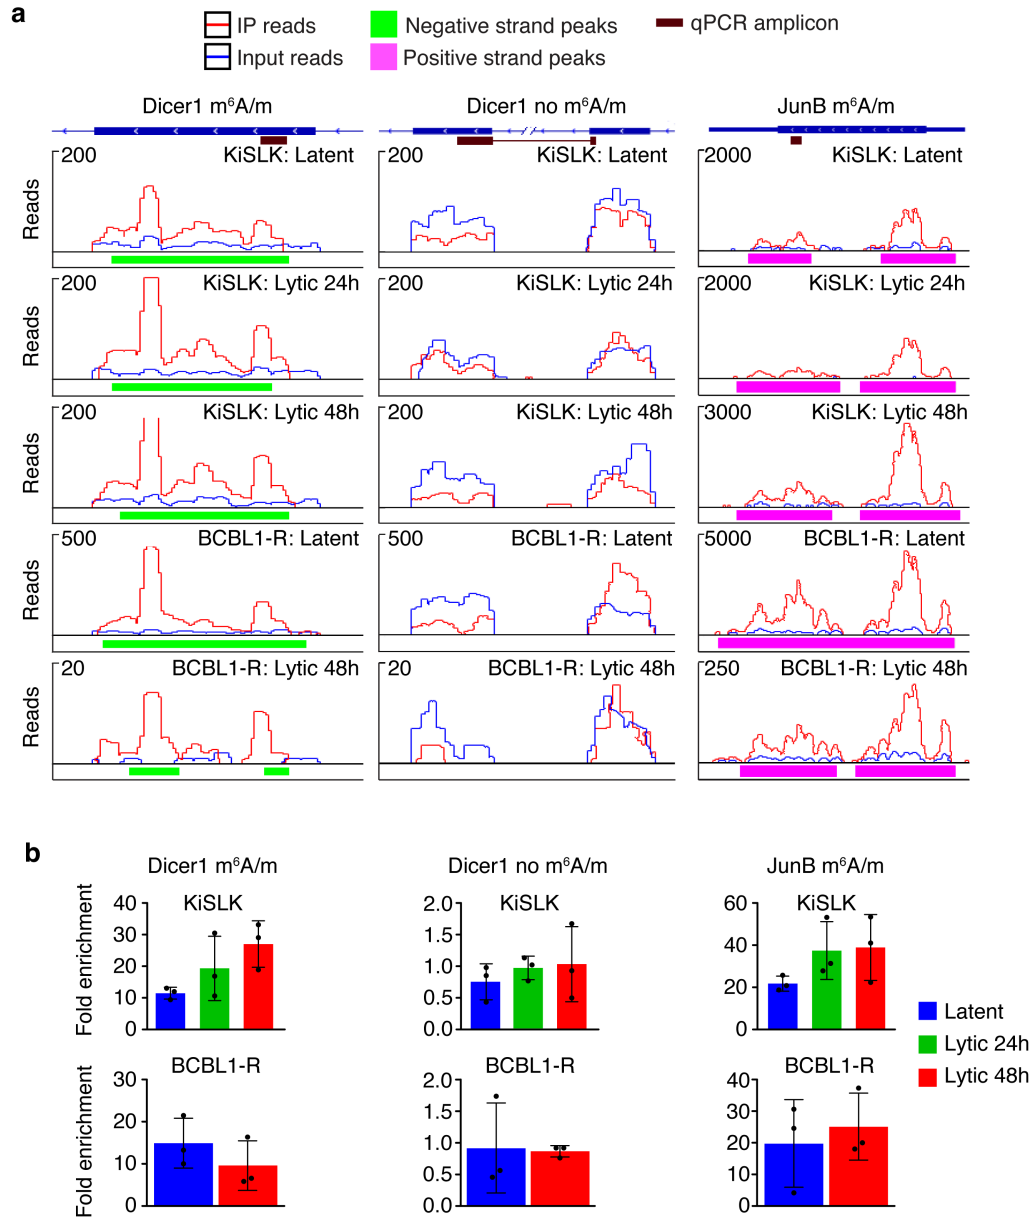 a
IP reads Negative strand peaks qPCR amplicon
Input reads Positive strand peaks
Dicer1 m⁶A/m Dicer1 no m⁶A/m JunB m⁶A/m
Reads 200 KiSLK: Latent 200 KiSLK: Latent 2000 KiSLK: Latent
Reads 200 KiSLK: Lytic 24h 200 KiSLK: Lytic 24h 2000 KiSLK: Lytic 24h
Reads 200 KiSLK: Lytic 48h 200 KiSLK: Lytic 48h 3000 KiSLK: Lytic 48h
Reads 500 BCBL1-R: Latent 500 BCBL1-R: Latent 5000 BCBL1-R: Latent
Reads 20 BCBL1-R: Lytic 48h 20 BCBL1-R: Lytic 48h 250 BCBL1-R: Lytic 48h
b
Dicer1 m⁶A/m Dicer1 no m⁶A/m JunB m⁶A/m
KiSLK KiSLK KiSLK
Fold enrichment
40 2.0 60
30 1.5
40
20 1.0
20
10 0.5
0 0.0 0
Latent
Lytic 24h
Lytic 48h
BCBL1-R BCBL1-R BCBL1-R
Fold enrichment
30 2.0 40
1.5 30
20
1.0 20
10
0.5 10
0 0.0 0